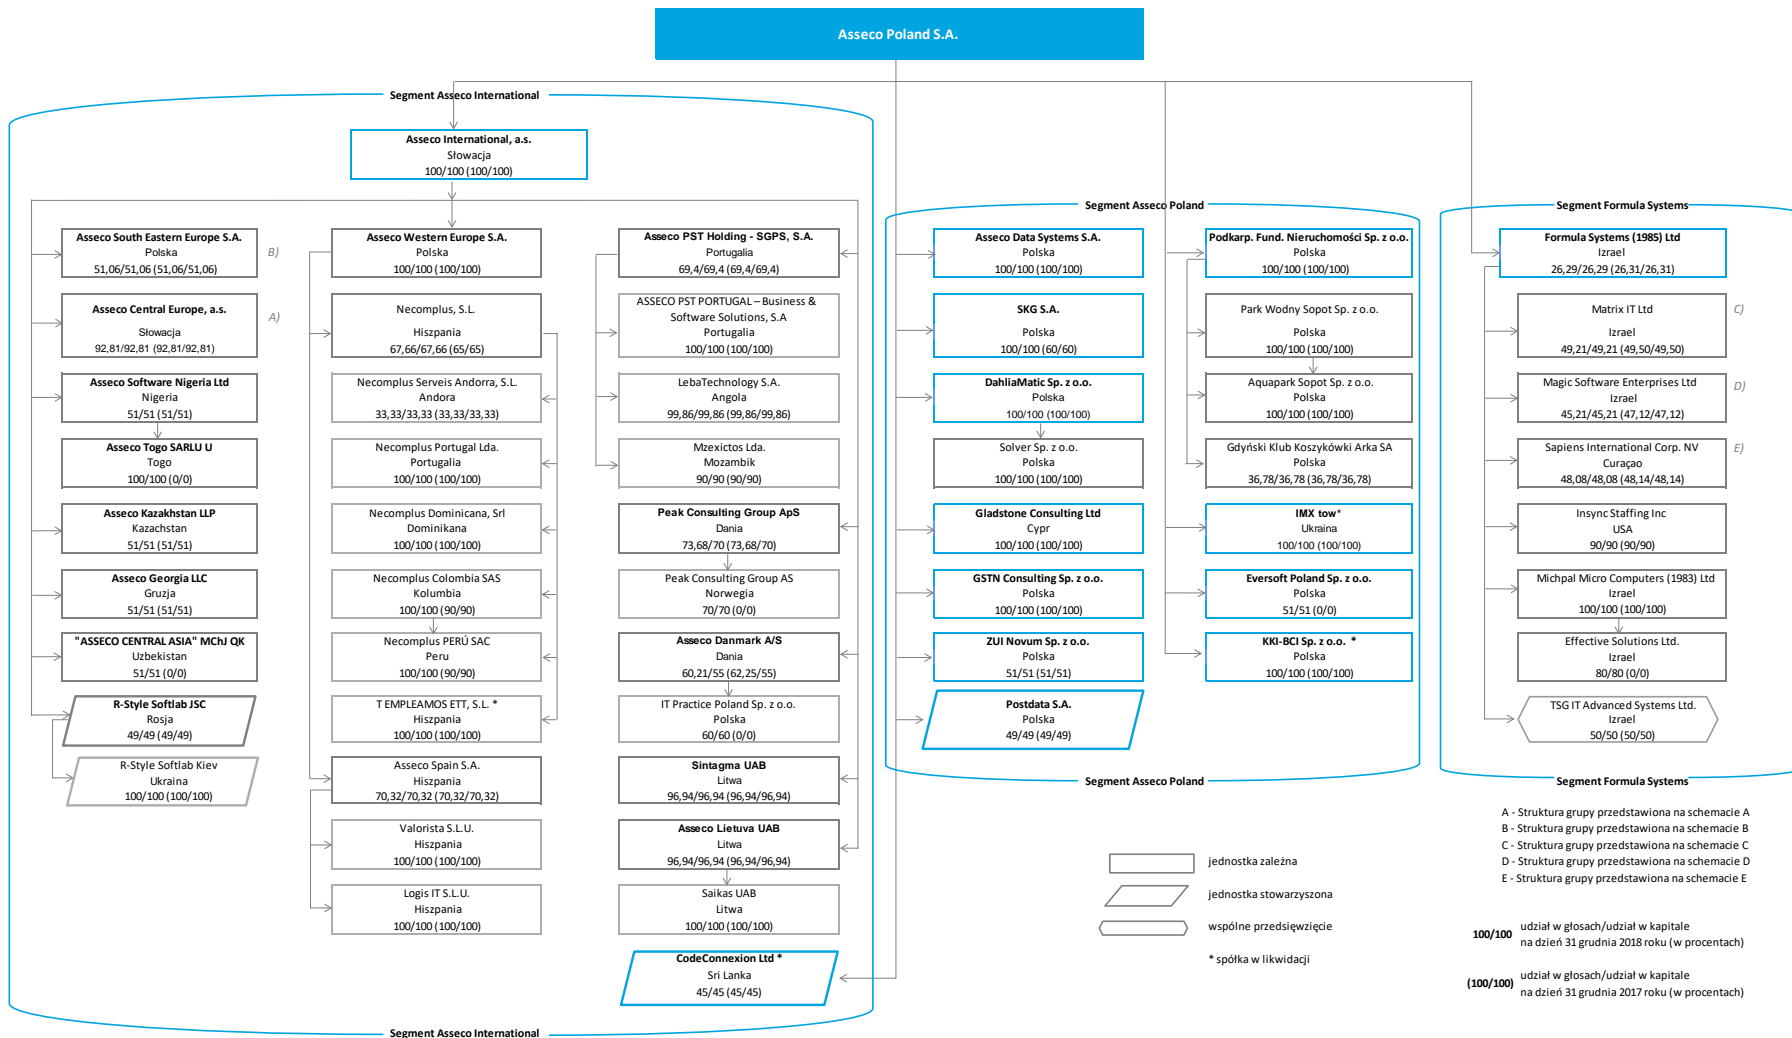 Asseco Poland S.A.
Segment Asseco International
Asseco International, a.s.
Słowacja
100/100 (100/100)
Asseco South Eastern Europe S.A.
Polska
51,06/51,06 (51,06/51,06)
B)
Asseco Central Europe, a.s.
Słowacja
92,81/92,81 (92,81/92,81)
A)
Asseco Software Nigeria Ltd
Nigeria
51/51 (51/51)
Asseco Togo SARLU U
Togo
100/100 (0/0)
Asseco Kazakhstan LLP
Kazachstan
51/51 (51/51)
Asseco Georgia LLC
Gruzja
51/51 (51/51)
"ASSECO CENTRAL ASIA" MChJ QK
Uzbekistan
51/51 (0/0)
R-Style Softlab JSC
Rosja
49/49 (49/49)
R-Style Softlab Kiev
Ukraina
100/100 (100/100)
Asseco Western Europe S.A.
Polska
100/100 (100/100)
Necomplus, S.L.
Hiszpania
67,66/67,66 (65/65)
Necomplus Serveis Andorra, S.L.
Andora
33,33/33,33 (33,33/33,33)
Necomplus Portugal Lda.
Portugalia
100/100 (100/100)
Necomplus Dominicana, Srl
Dominikana
100/100 (100/100)
Necomplus Colombia SAS
Kolumbia
100/100 (90/90)
Necomplus PERÚ SAC
Peru
100/100 (90/90)
T EMPLEAMOS ETT, S.L. *
Hiszpania
100/100 (100/100)
Asseco Spain S.A.
Hiszpania
70,32/70,32 (70,32/70,32)
Valorista S.L.U.
Hiszpania
100/100 (100/100)
Logis IT S.L.U.
Hiszpania
100/100 (100/100)
Asseco PST Holding - SGPS, S.A.
Portugalia
69,4/69,4 (69,4/69,4)
ASSECO PST PORTUGAL – Business &
Software Solutions, S.A
Portugalia
100/100 (100/100)
LebaTechnology S.A.
Angola
99,86/99,86 (99,86/99,86)
Mzexictos Lda.
Mozambik
90/90 (90/90)
Peak Consulting Group ApS
Dania
73,68/70 (73,68/70)
Peak Consulting Group AS
Norwegia
70/70 (0/0)
Asseco Danmark A/S
Dania
60,21/55 (62,25/55)
IT Practice Poland Sp. z o.o.
Polska
60/60 (0/0)
Sintagma UAB
Litwa
96,94/96,94 (96,94/96,94)
Asseco Lietuva UAB
Litwa
96,94/96,94 (96,94/96,94)
Saikas UAB
Litwa
100/100 (100/100)
CodeConnexion Ltd *
Sri Lanka
45/45 (45/45)
Segment Asseco International
Segment Asseco Poland
Asseco Data Systems S.A.
Polska
100/100 (100/100)
SKG S.A.
Polska
100/100 (60/60)
DahliaMatic Sp. z o.o.
Polska
100/100 (100/100)
Solver Sp. z o.o.
Polska
100/100 (100/100)
Gladstone Consulting Ltd
Cypr
100/100 (100/100)
GSTN Consulting Sp. z o.o.
Polska
100/100 (100/100)
ZUI Novum Sp. z o.o.
Polska
51/51 (51/51)
Postdata S.A.
Polska
49/49 (49/49)
Podkarp. Fund. Nieruchomości Sp. z o.o.
Polska
100/100 (100/100)
Park Wodny Sopot Sp. z o.o.
Polska
100/100 (100/100)
Aquapark Sopot Sp. z o.o.
Polska
100/100 (100/100)
Gdyński Klub Koszykówki Arka SA
Polska
36,78/36,78 (36,78/36,78)
IMX tow*
Ukraina
100/100 (100/100)
Eversoft Poland Sp. z o.o.
Polska
51/51 (0/0)
KKI-BCI Sp. z o.o. *
Polska
100/100 (100/100)
Segment Asseco Poland
Segment Formula Systems
Formula Systems (1985) Ltd
Izrael
26,29/26,29 (26,31/26,31)
Matrix IT Ltd
Izrael
49,21/49,21 (49,50/49,50)
C)
Magic Software Enterprises Ltd
Izrael
45,21/45,21 (47,12/47,12)
D)
Sapiens International Corp. NV
Curaçao
48,08/48,08 (48,14/48,14)
E)
Insync Staffing Inc
USA
90/90 (90/90)
Michpal Micro Computers (1983) Ltd
Izrael
100/100 (100/100)
Effective Solutions Ltd.
Izrael
80/80 (0/0)
TSG IT Advanced Systems Ltd.
Izrael
50/50 (50/50)
Segment Formula Systems
A - Struktura grupy przedstawiona na schemacie A
B - Struktura grupy przedstawiona na schemacie B
C - Struktura grupy przedstawiona na schemacie C
D - Struktura grupy przedstawiona na schemacie D
E - Struktura grupy przedstawiona na schemacie E
jednostka zależna
jednostka stowarzyszona
wspólne przedsięwzięcie
* spółka w likwidacji
100/100 udział w głosach/udział w kapitale
na dzień 31 grudnia 2018 roku (w procentach)
(100/100) udział w głosach/udział w kapitale
na dzień 31 grudnia 2017 roku (w procentach)